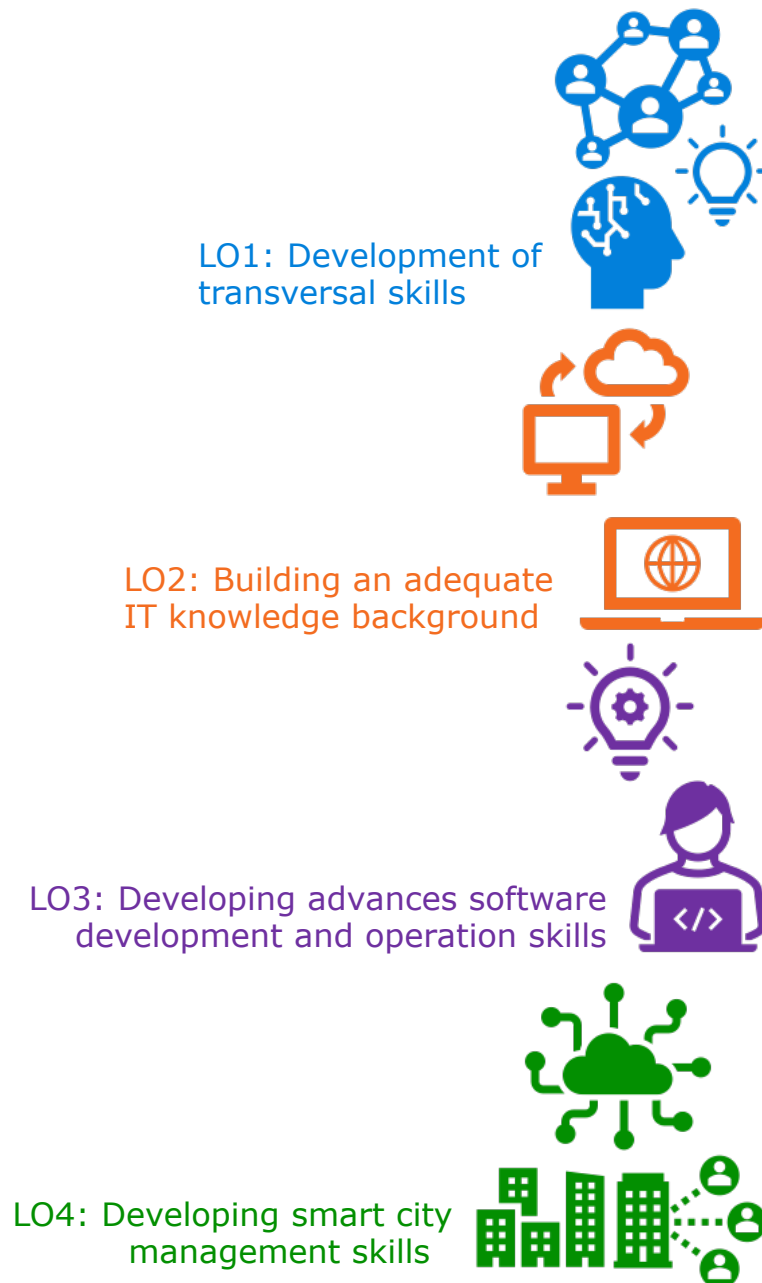 LO1: Development of
transversal skills
LO2: Building an adequate
IT knowledge background
LO3: Developing advances software
development and operation skills
</>
LO4: Developing smart city
management skills